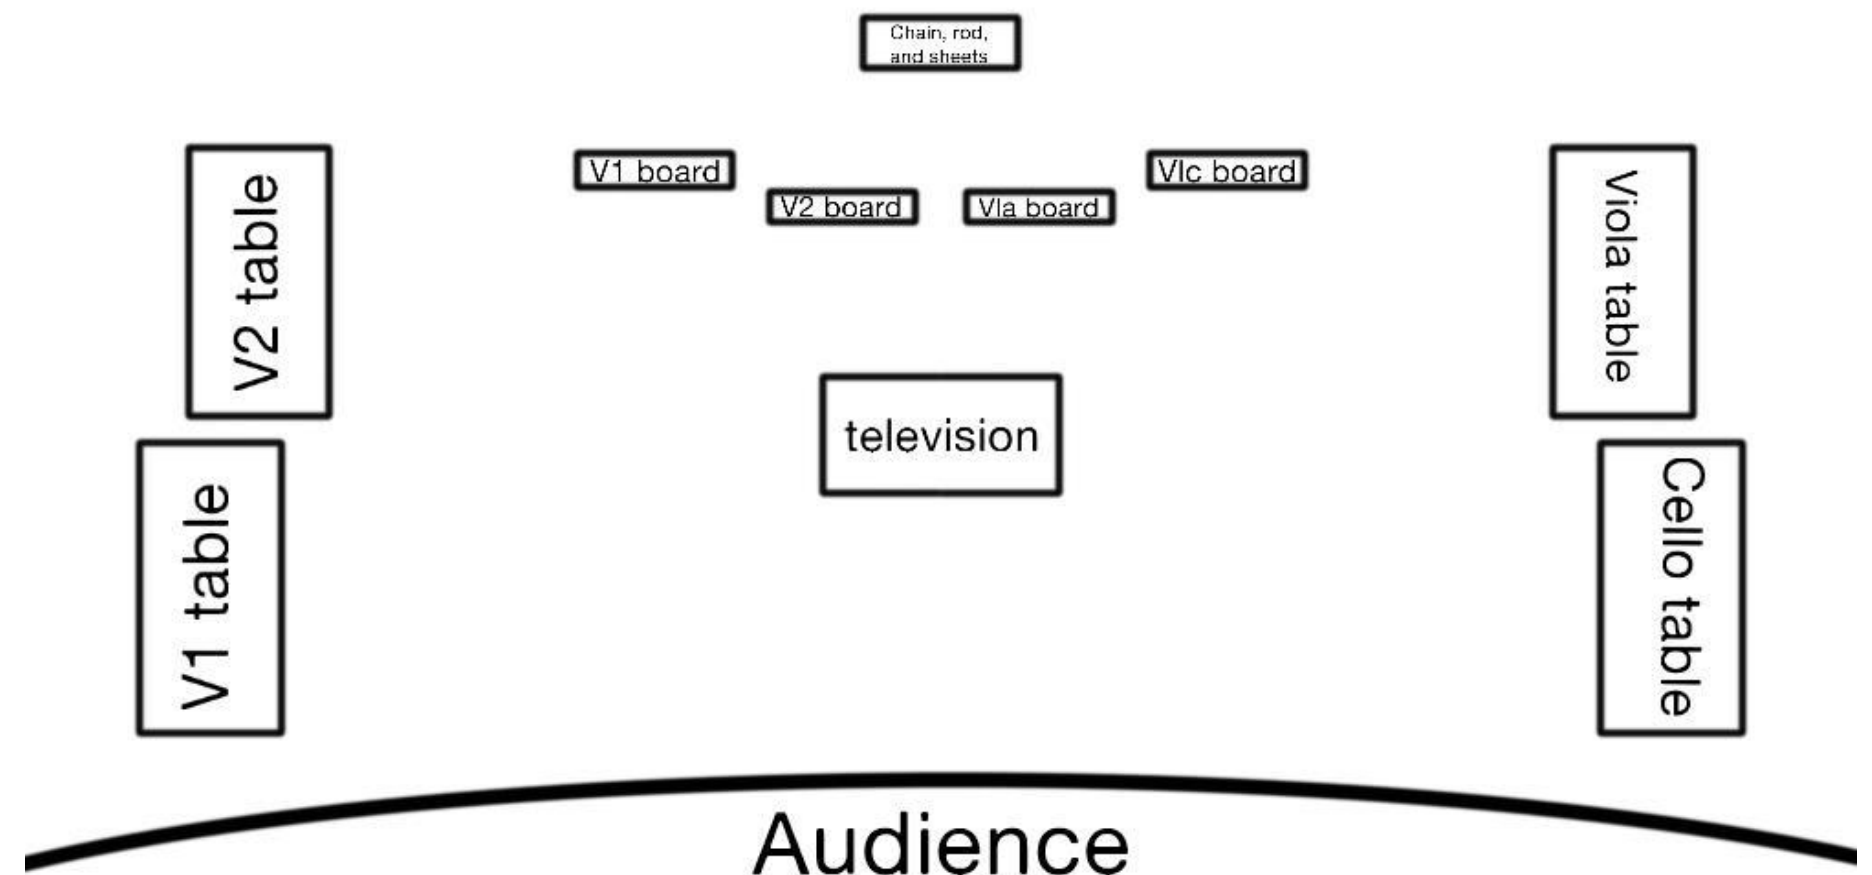 Chain, rod,
and sheets
V1 board
V2 board
Vla board
Vlc board
V2 table
Viola table
television
V1 table
Cello table
Audience